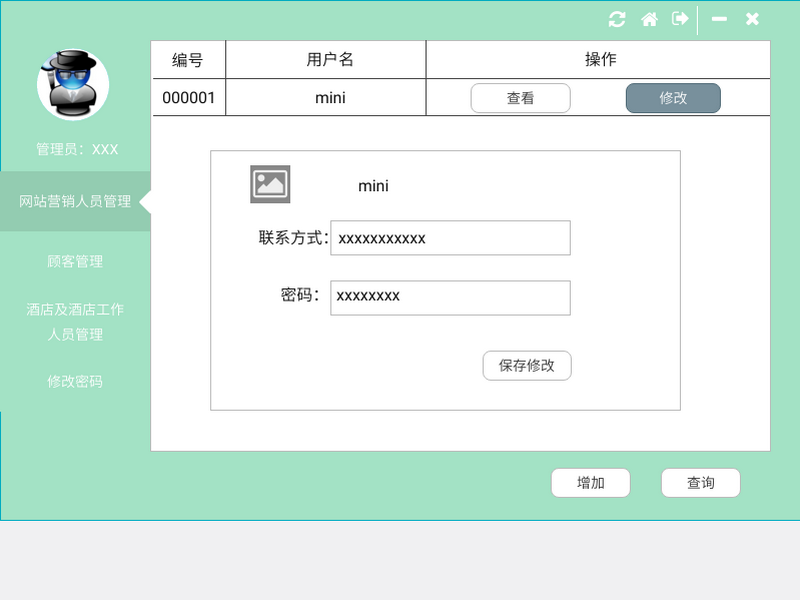 编号 用户名 操作
000001 mini 查看 修改
管理员：XXX
网站营销人员管理
顾客管理
酒店及酒店工作
人员管理
修改密码
mini
联系方式： xxxxxxxxxxx
密码： xxxxxxxx
保存修改
增加 查询